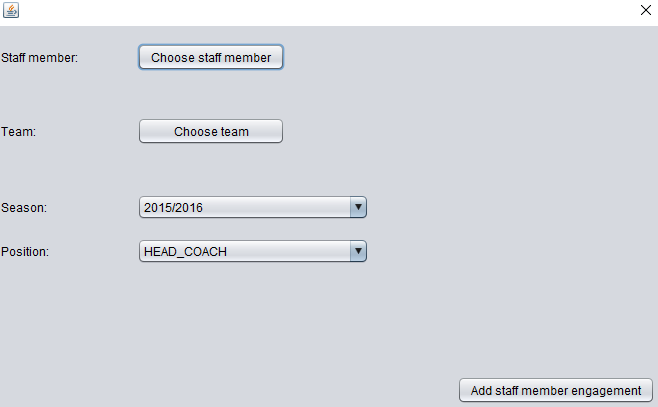 Staff member: Choose staff member
Team: Choose team
Season: 2015/2016
Position: HEAD_COACH
Add staff member engagement